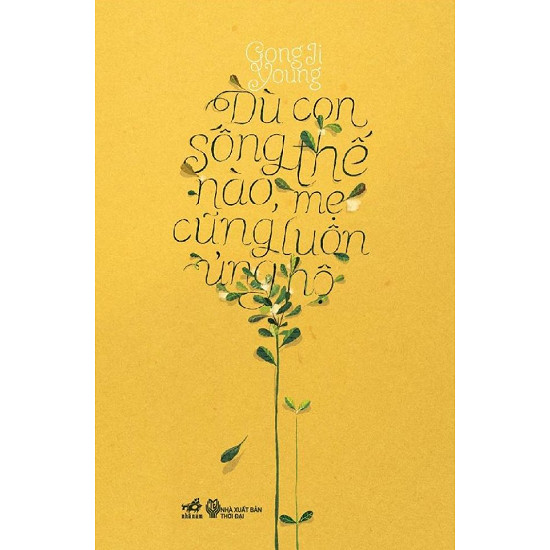 Gong Ji
Young
Dù con
sống thế
nào, mẹ
cũng luôn
ủng hộ
nhã nam
NHÀ XUẤT BẢN
THỜI ĐẠI